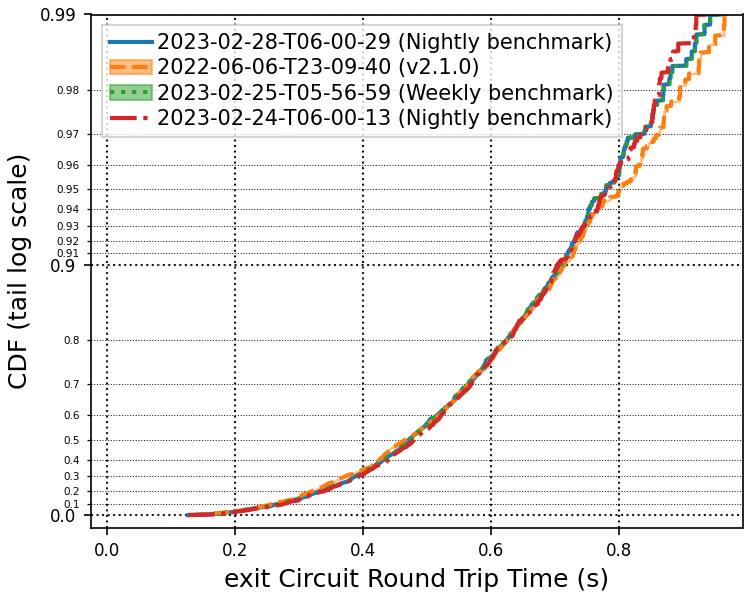 0.99
2023-02-28-T06-00-29 (Nightly benchmark)
2022-06-06-T23-09-40 (v2.1.0)
2023-02-25-T05-56-59 (Weekly benchmark)
2023-02-24-T06-00-13 (Nightly benchmark)
0.98
0.97
0.96
0.95
0.94
0.93
0.92
0.91
0.9
0.8
0.7
0.6
0.5
0.4
0.3
0.2
0.1
0.0
CDF (tail log scale)
0.0 0.2 0.4 0.6 0.8
exit Circuit Round Trip Time (s)